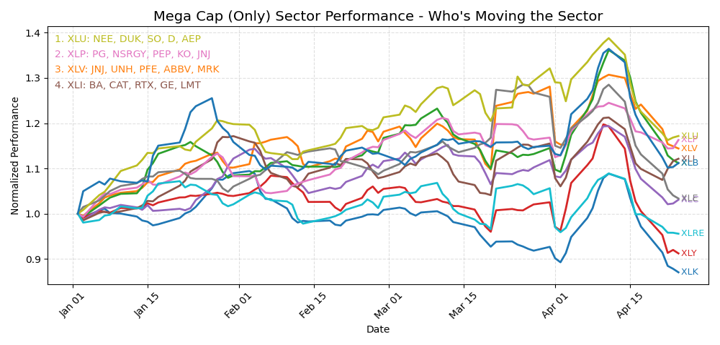 Mega Cap (Only) Sector Performance - Who's Moving the Sector
1. XLU: NEE, DUK, SO, D, AEP
2. XLP: PG, NSRGY, PEP, KO, JNJ
3. XLV: JNJ, UNH, PFE, ABBV, MRK
4. XLI: BA, CAT, RTX, GE, LMT
Normalized Performance
1.4
1.3
1.2
1.1
1.0
0.9
XLU
XLV
XLB
XLRE
XLY
XLK
Jan 01
Jan 15
Feb 01
Feb 15
Mar 01
Mar 15
Apr 01
Apr 15
Date